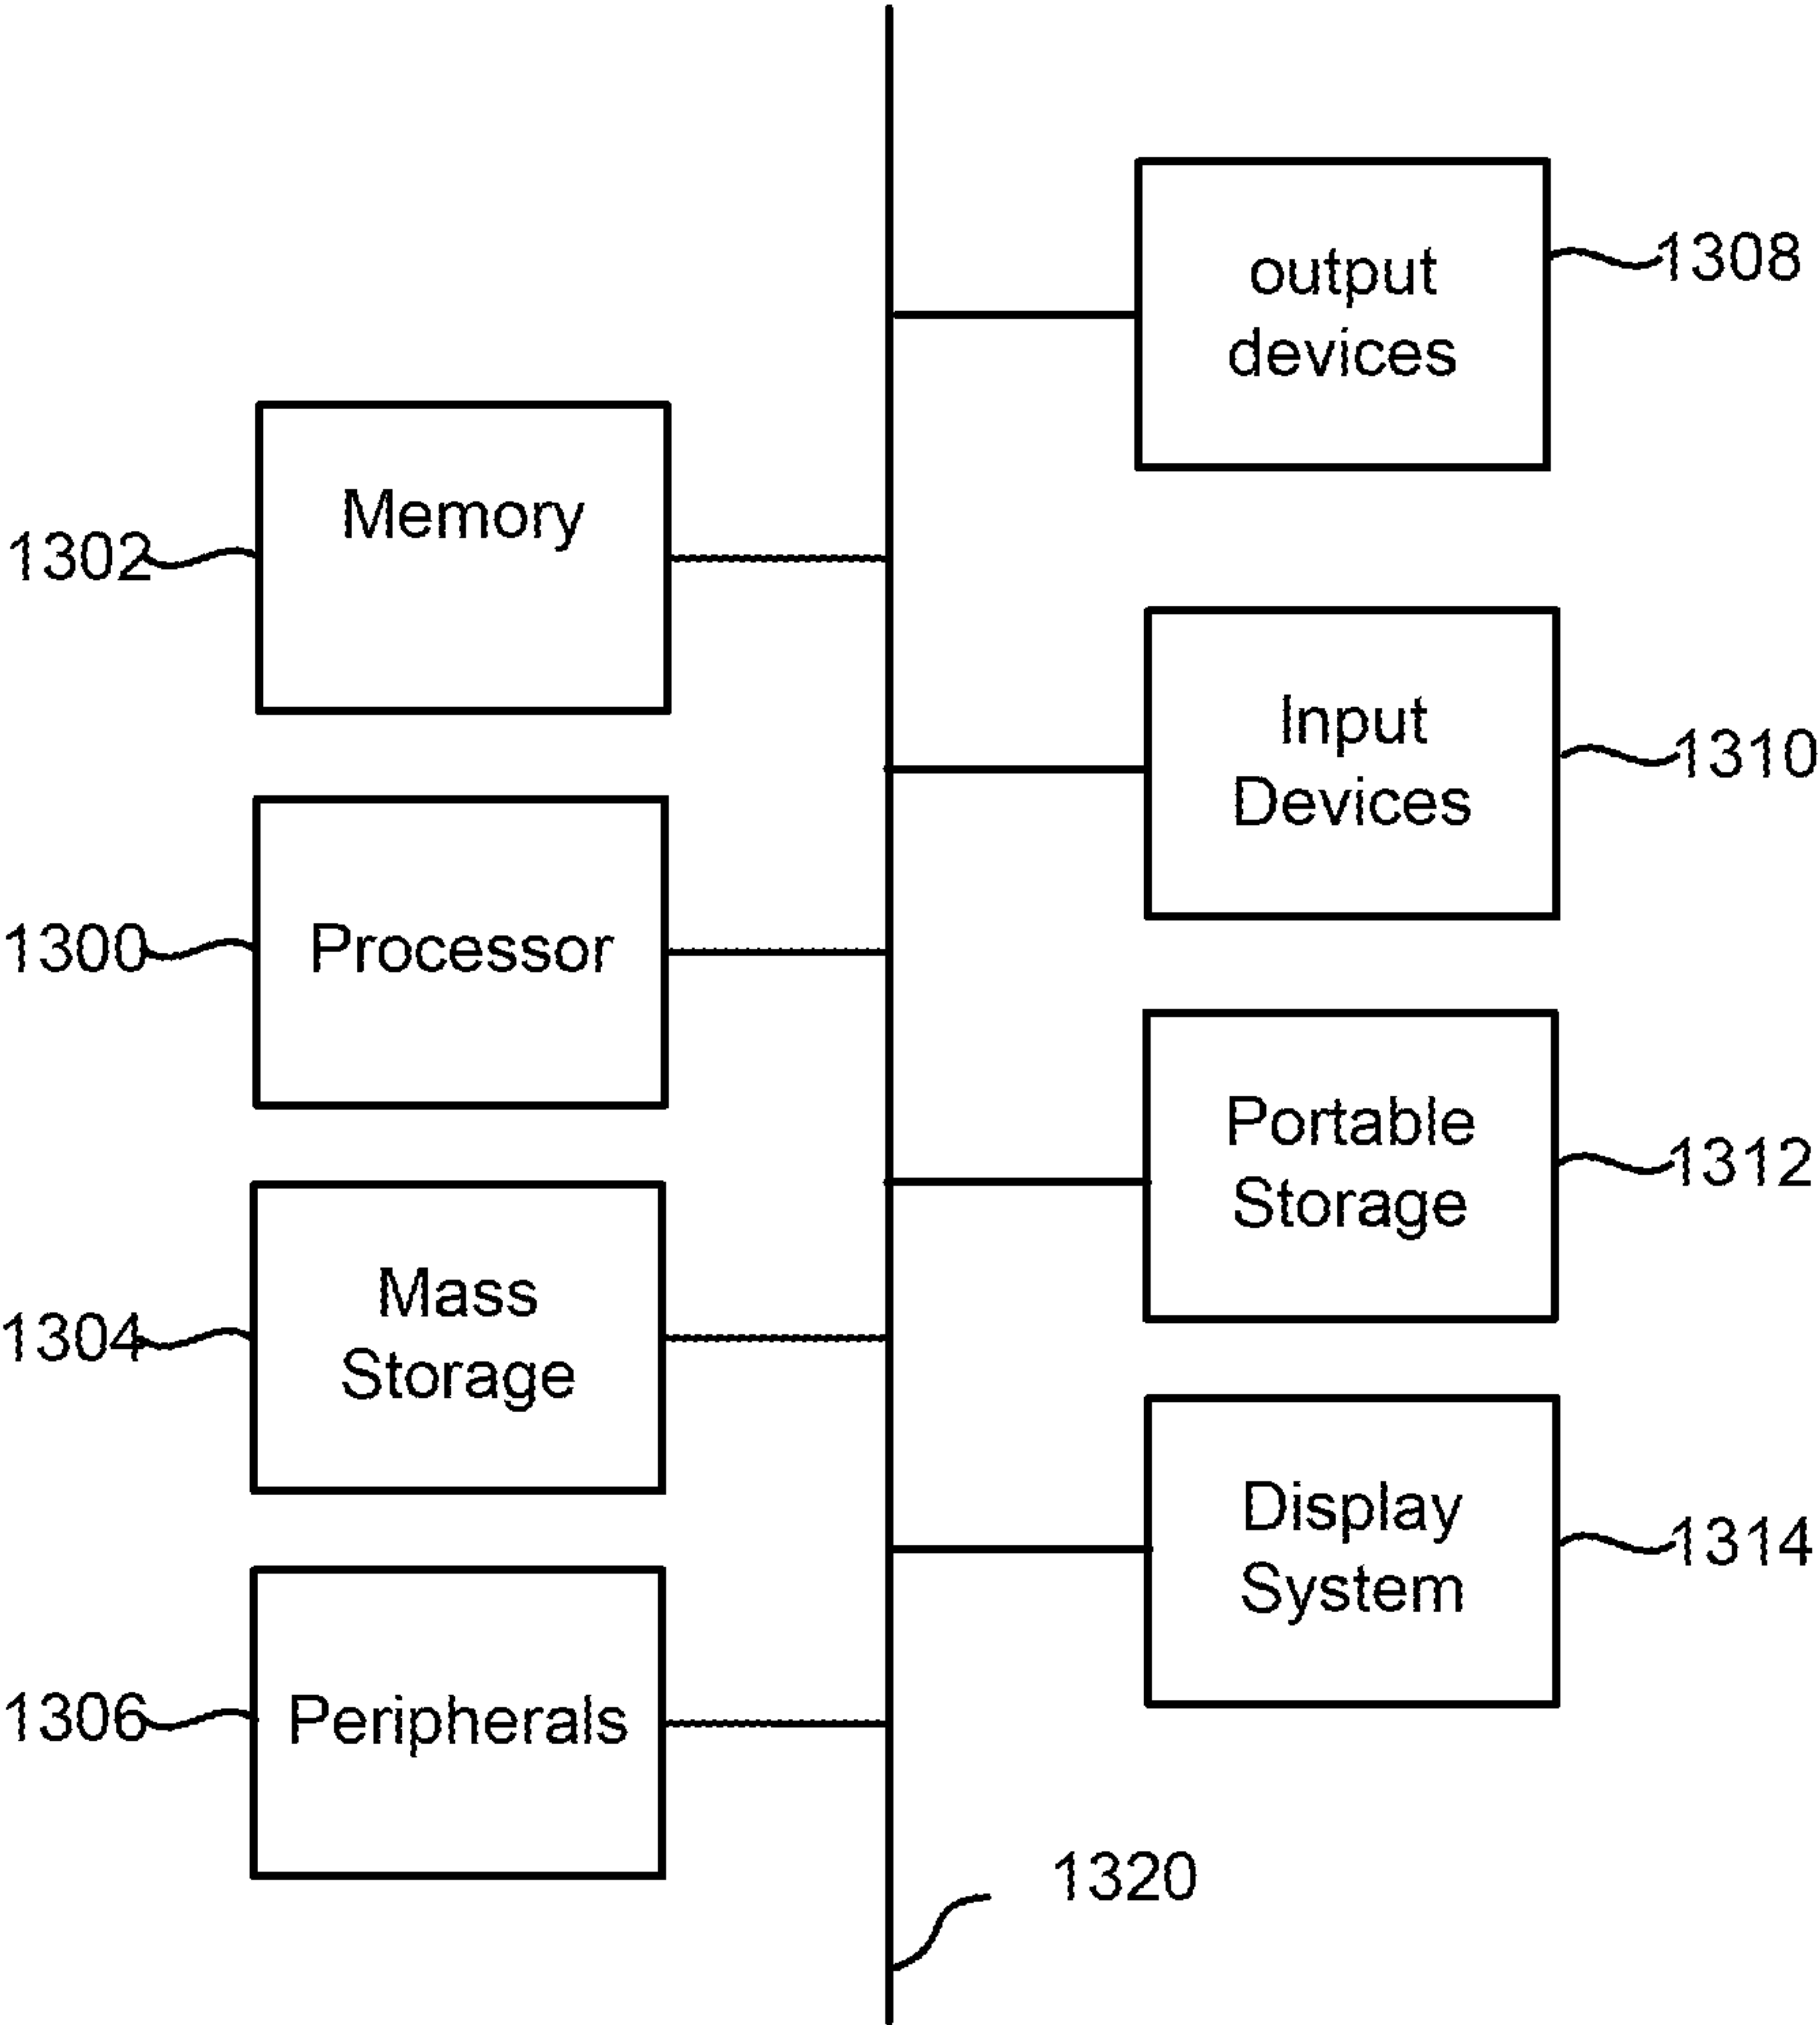 output
devices
1308
Memory
1302
Input
Devices
1310
Processor
1300
Portable
Storage
1312
Mass
Storage
1304
Display
System
1314
Peripherals
1306
1320